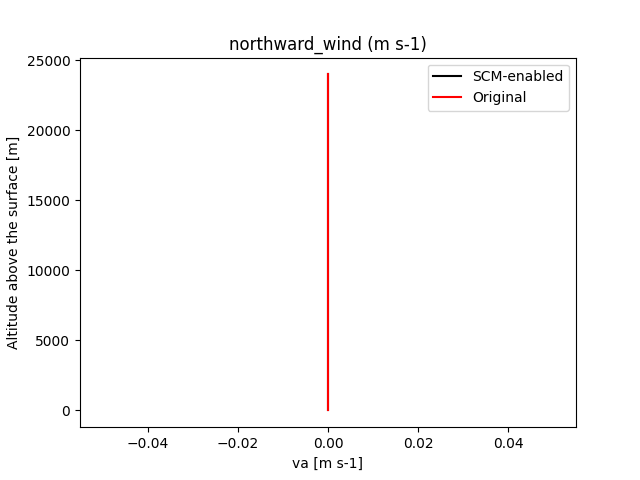 northward_wind (m s-1)
SCM-enabled
Original
Altitude above the surface [m]
25000
20000
15000
10000
5000
0
−0.04
−0.02
0.00
0.02
0.04
va [m s-1]